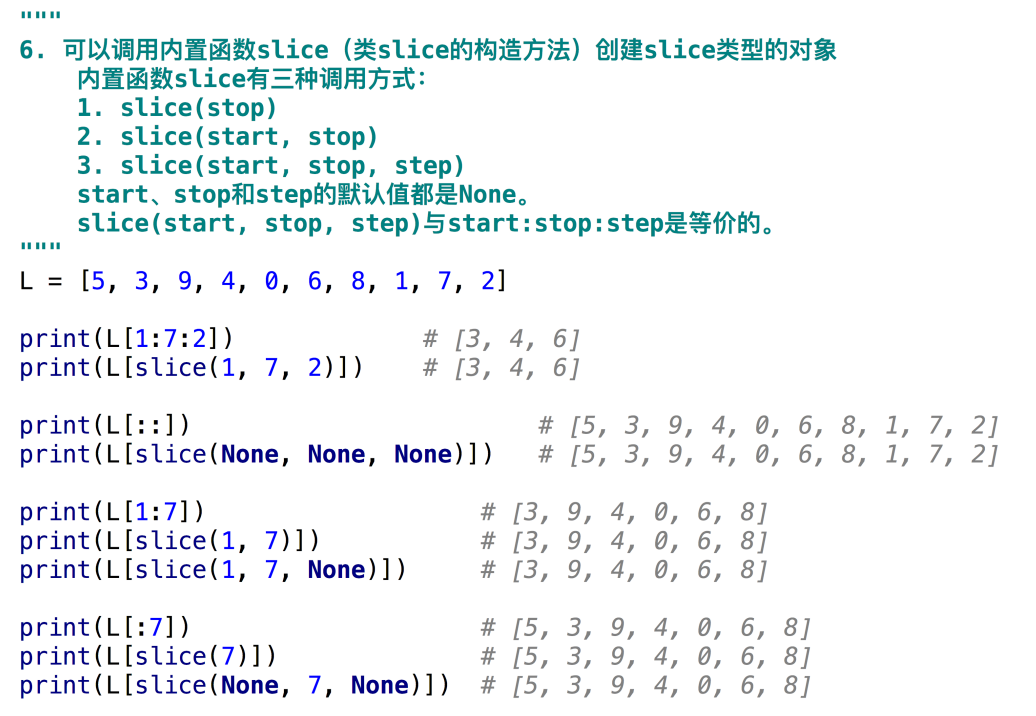 """
6. 可以调用内置函数slice（类slice的构造方法）创建slice类型的对象
    内置函数slice有三种调用方式：
    1. slice(stop)
    2. slice(start, stop)
    3. slice(start, stop, step)
    start、stop和step的默认值都是None。
    slice(start, stop, step)与start:stop:step是等价的。
"""
L = [5, 3, 9, 4, 0, 6, 8, 1, 7, 2]
print(L[1:7:2])             # [3, 4, 6]
print(L[slice(1, 7, 2)])    # [3, 4, 6]
print(L[::])                        # [5, 3, 9, 4, 0, 6, 8, 1, 7, 2]
print(L[slice(None, None, None)])   # [5, 3, 9, 4, 0, 6, 8, 1, 7, 2]
print(L[1:7])                   # [3, 9, 4, 0, 6, 8]
print(L[slice(1, 7)])           # [3, 9, 4, 0, 6, 8]
print(L[slice(1, 7, None)])     # [3, 9, 4, 0, 6, 8]
print(L[:7])                    # [5, 3, 9, 4, 0, 6, 8]
print(L[slice(7)])              # [5, 3, 9, 4, 0, 6, 8]
print(L[slice(None, 7, None)])  # [5, 3, 9, 4, 0, 6, 8]